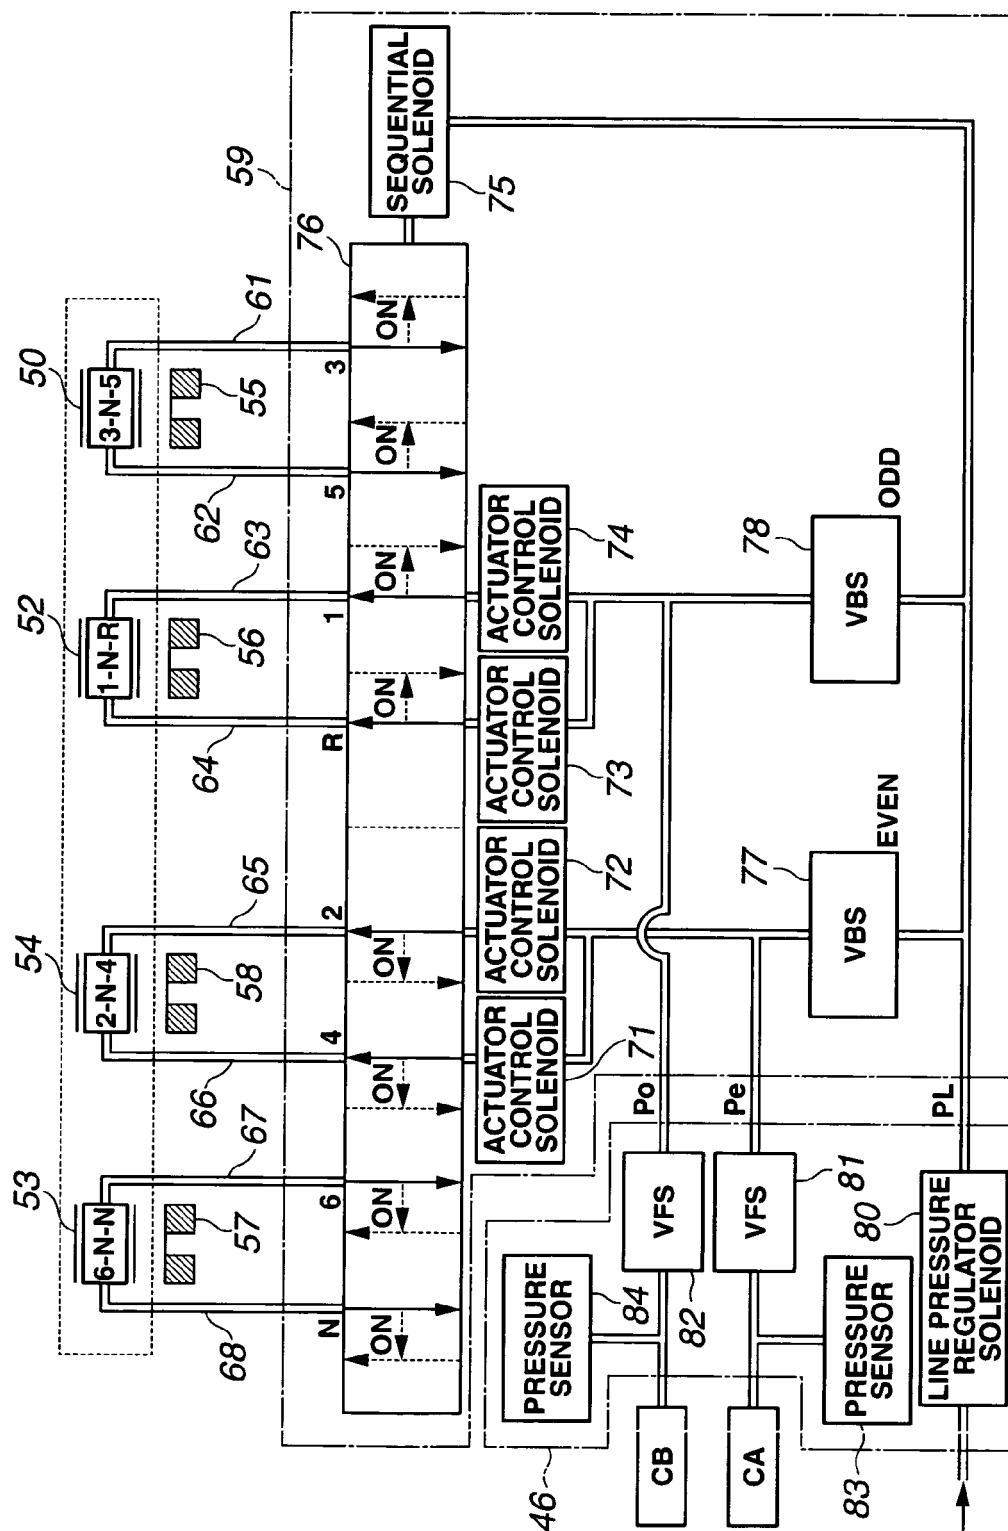 53
54
52
50
6-N-N
2-N-4
1-N-R
3-N-5
68
57
67
66
58
65
64
56
63
62
55
61
59
N
6
4
2
R
1
5
3
76
ON
ON
ON
ON
ON
ON
ON
ON
SEQUENTIAL
SOLENOID
75
ACTUATOR
CONTROL
SOLENOID
71
ACTUATOR
CONTROL
SOLENOID
72
ACTUATOR
CONTROL
SOLENOID
73
ACTUATOR
CONTROL
SOLENOID
74
46
PRESSURE
SENSOR
84
CB
82
VFS
Po
CA
VFS
81
Pe
77
VBS
EVEN
78
VBS
ODD
83
PRESSURE
SENSOR
80
LINE PRESSURE
REGULATOR
SOLENOID
PL